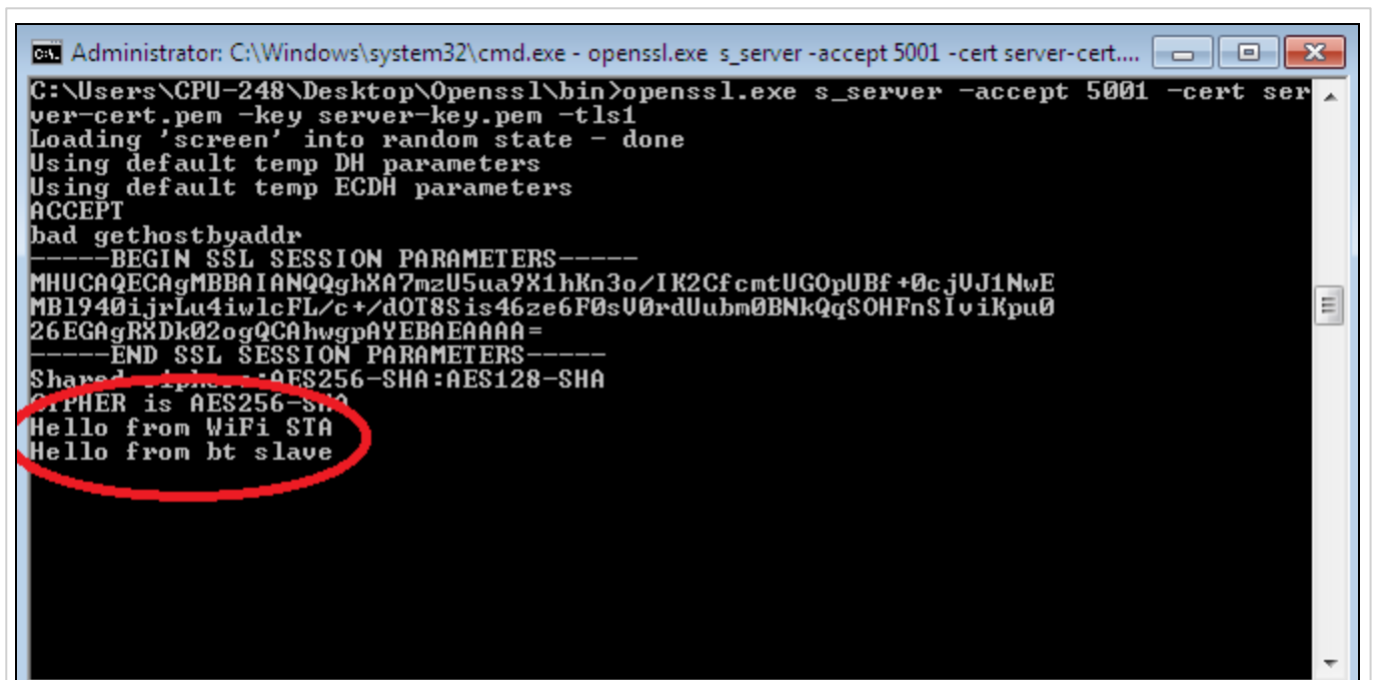 Administrator: C:\Windows\system32\cmd.exe - openssl.exe s_server -accept 5001 -cert server-cert....
C:\Users\CPU-248\Desktop\Openssl\bin>openssl.exe s_server -accept 5001 -cert ser
ver-cert.pem -key server-key.pem -tls1
Loading 'screen' into random state - done
Using default temp DH parameters
Using default temp ECDH parameters
ACCEPT
bad gethostbyaddr
-----BEGIN SSL SESSION PARAMETERS-----
MHUCAQECAgMBBAIANQQghXA7mzU5ua9X1hKn3o/IK2CfcmtUGOpUBf+0cjVJ1NwE
MB1940ijrLu4iwlcFL/c+/dOT8Sis46ze6F0sV0rdUubm0BNkQqSOHFnSIviKpu0
26EGAgRXDk02ogQCAhwgpAYEBAEAAAA=
-----END SSL SESSION PARAMETERS-----
Shared ciphers:AES256-SHA:AES128-SHA
CIPHER is AES256-SHA
Hello from WiFi STA
Hello from bt slave